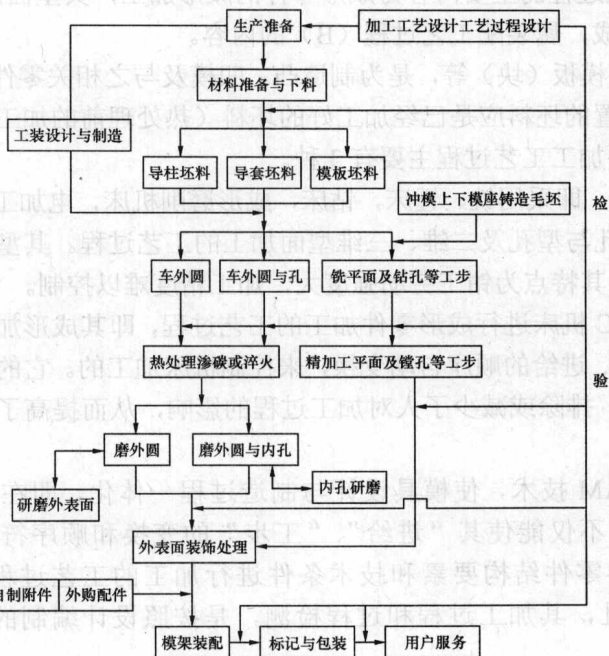 生产准备
加工工艺设计工艺过程设计
材料准备与下料
工装设计与制造
导柱坯料
导套坯料
模板坯料
冲模上下模座铸造毛坯
检
车外圆
车外圆与孔
铣平面及钻孔等工步
热处理渗碳或淬火
精加工平面及镗孔等工步
验
磨外圆
磨外圆与内孔
研磨外表面
内孔研磨
外表面装饰处理
自制附件
外购配件
模架装配
标记与包装
用户服务